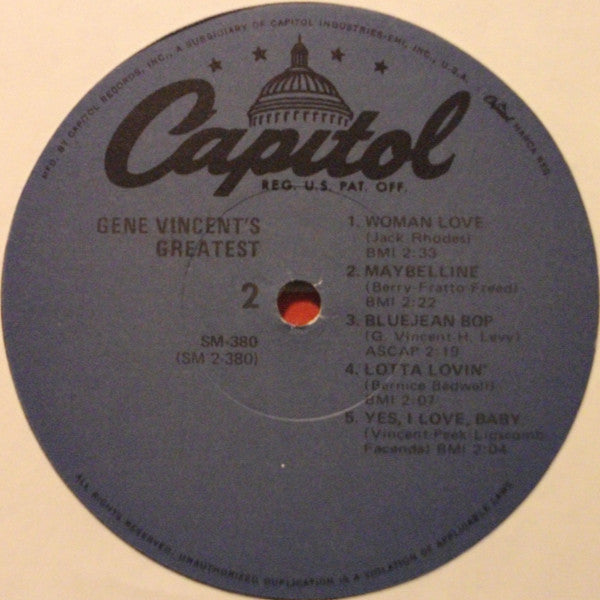 MFD. BY CAPITOL RECORDS, INC., A SUBSIDIARY OF CAPITOL INDUSTRIES-EMI, INC., U.S.A.
Capitol MARCA REG.
Capitol
REG. U.S. PAT. OFF.
GENE VINCENT'S
GREATEST
2
SM-380
(SM 2-380)
1. WOMAN LOVE
(Jack Rhodes)
BMI 2:33
2. MAYBELLINE
(Berry-Fratto-Freed)
BMI 2:22
3. BLUEJEAN BOP
(G. Vincent-H. Levy)
ASCAP 2:19
4. LOTTA LOVIN'
(Bernice Bedwell)
BMI 2:07
5. YES, I LOVE, BABY
(Vincent-Peek-Lipscomb-
Facenda) BMI 2:04
ALL RIGHTS RESERVED. UNAUTHORIZED DUPLICATION IS A VIOLATION OF APPLICABLE LAWS